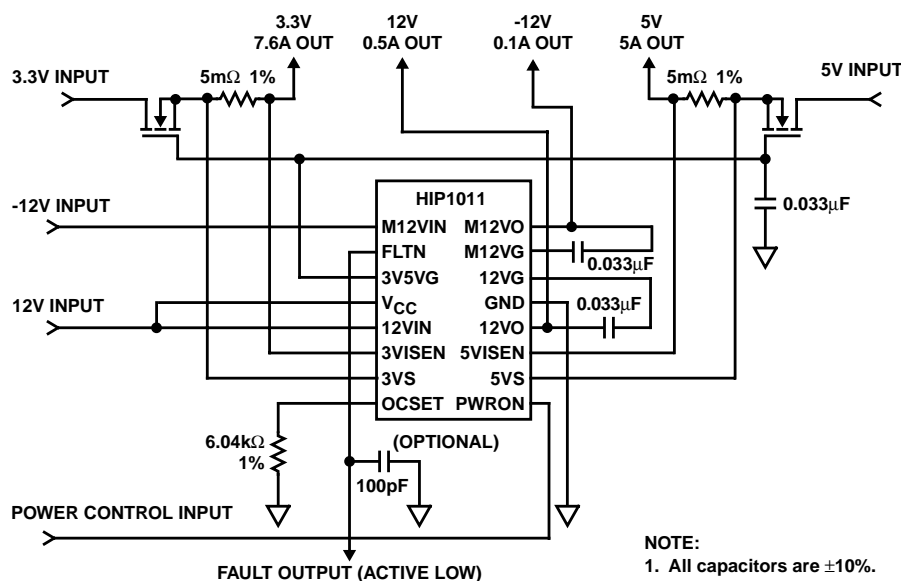 3.3V
7.6A OUT
12V
0.5A OUT
-12V
0.1A OUT
5V
5A OUT
3.3V INPUT
5mΩ 1%
5mΩ 1%
5V INPUT
HIP1011
0.033µF
-12V INPUT
M12VIN
M12VO
FLTN
M12VG
0.033µF
3V5VG
12VG
12V INPUT
VCC
GND
0.033µF
12VIN
12VO
3VISEN
5VISEN
3VS
5VS
OCSET
PWRON
6.04kΩ
1%
(OPTIONAL)
100pF
POWER CONTROL INPUT
FAULT OUTPUT (ACTIVE LOW)
NOTE:
1. All capacitors are ±10%.